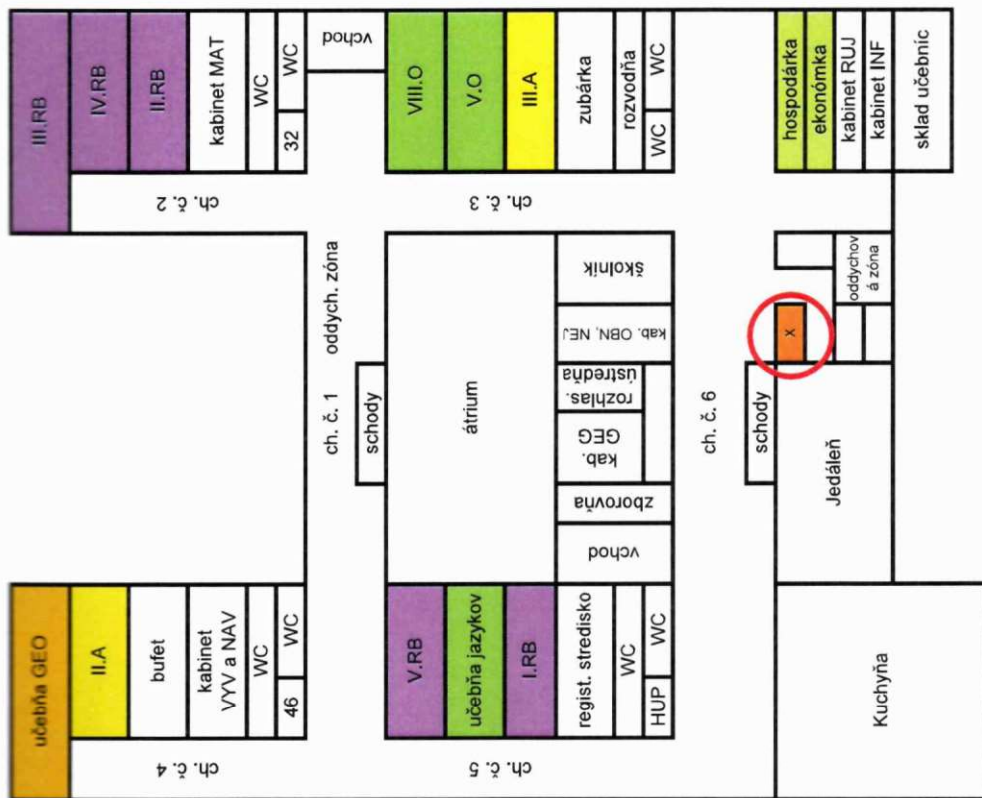 učebňa GEO
II.A
bufet
kabinet
VYV a NAV
WC
46
WC
ch. č. 4
III.RB
IV.RB
II.RB
kabinet MAT
WC
32
WC
ch. č. 2
vchod
ch. č. 1
oddych. zóna
schody
V.RB
učebňa jazykov
I.RB
regist. stredisko
WC
HUP
WC
ch. č. 5
átrium
vchod
zborovňa
kab.
GEG
rozhlas.
ústredňa
kab. OBN, NEJ
školník
VIII.O
V.O
III.A
zubárka
rozvodňa
WC
WC
ch. č. 3
ch. č. 6
schody
Kuchyňa
Jedáleň
x
oddychov
á zóna
hospodárka
ekonómka
kabinet RUJ
kabinet INF
sklad učebníc